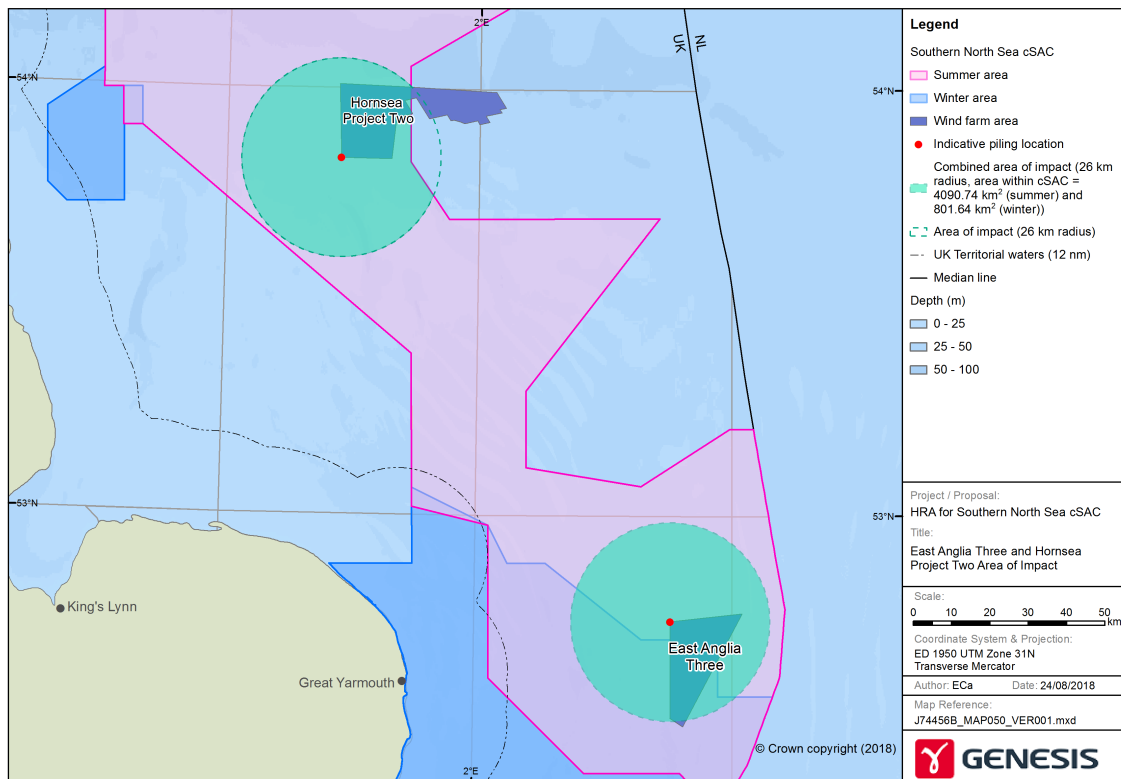 2°E
UK
NL
54°N
54°N
Hornsea
Project Two
53°N
53°N
King's Lynn
Great Yarmouth
East Anglia
Three
2°E
© Crown copyright (2018)
Legend
Southern North Sea cSAC
Summer area
Winter area
Wind farm area
Indicative piling location
Combined area of impact (26 km
radius, area within cSAC =
4090.74 km² (summer) and
801.64 km² (winter))
Area of impact (26 km radius)
UK Territorial waters (12 nm)
Median line
Depth (m)
0 - 25
25 - 50
50 - 100
Project / Proposal:
HRA for Southern North Sea cSAC
Title:
East Anglia Three and Hornsea
Project Two Area of Impact
Scale:
0 10 20 30 40 50
km
Coordinate System & Projection:
ED 1950 UTM Zone 31N
Transverse Mercator
Author: ECa Date: 24/08/2018
Map Reference:
J74456B_MAP050_VER001.mxd
GENESIS